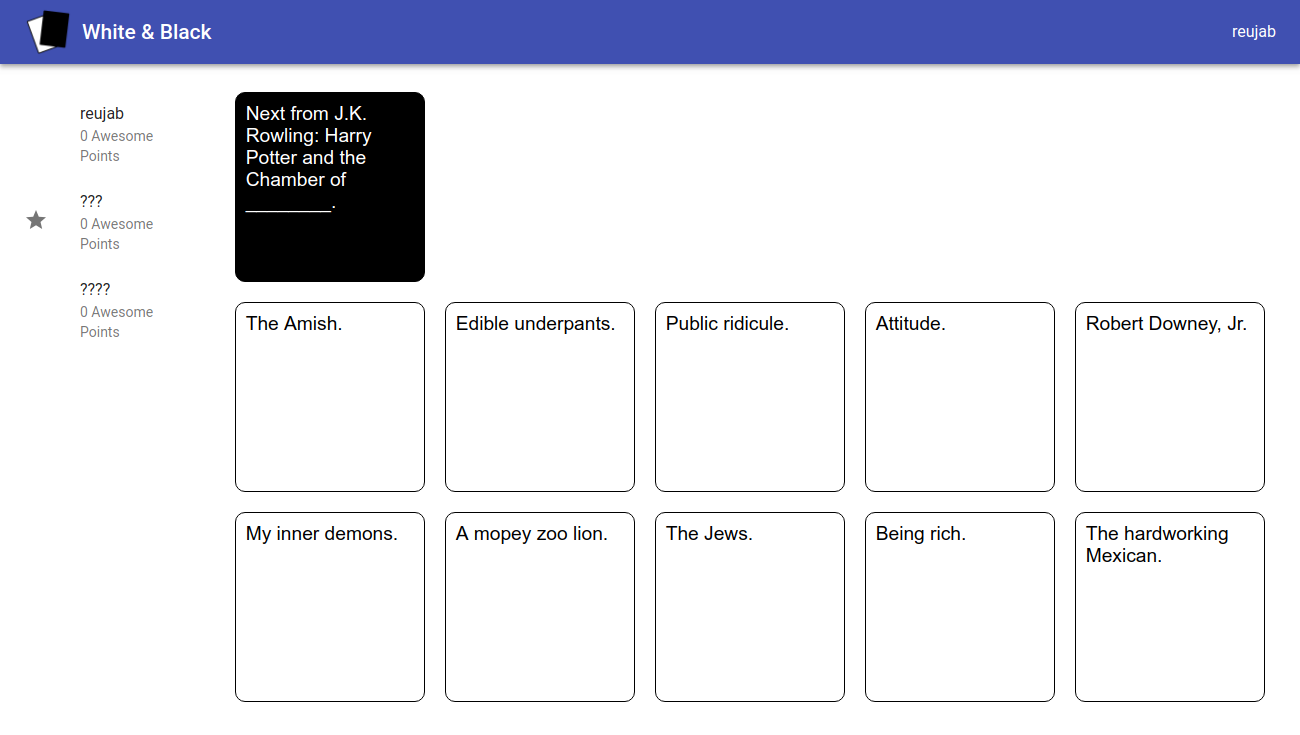 White & Black
reujab
reujab
0 Awesome
Points
???
0 Awesome
Points
????
0 Awesome
Points
Next from J.K.
Rowling: Harry
Potter and the
Chamber of
________.
The Amish.
Edible underpants.
Public ridicule.
Attitude.
Robert Downey, Jr.
My inner demons.
A mopey zoo lion.
The Jews.
Being rich.
The hardworking
Mexican.